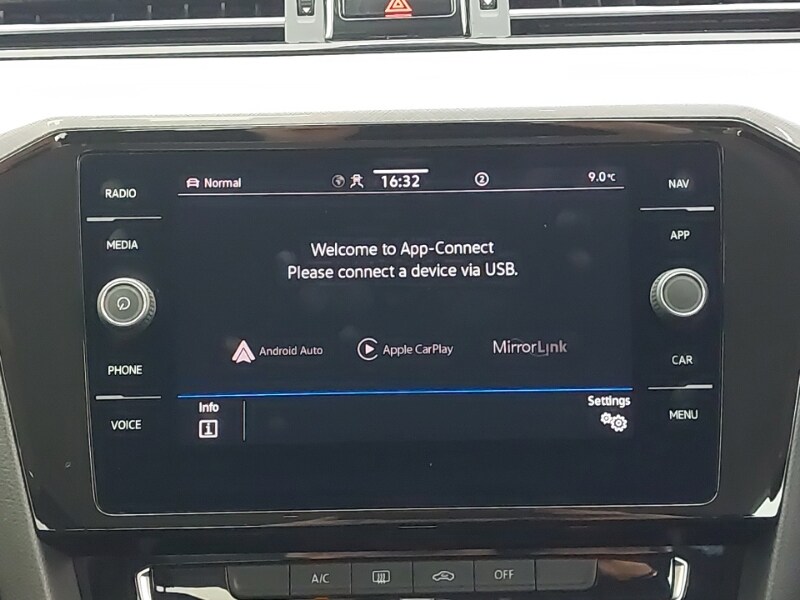 Normal
16:32
2
9.0°C
RADIO
MEDIA
PHONE
VOICE
NAV
APP
CAR
MENU
Welcome to App-Connect
Please connect a device via USB.
Android Auto
Apple CarPlay
MirrorLink
Info
i
Settings
A/C
OFF